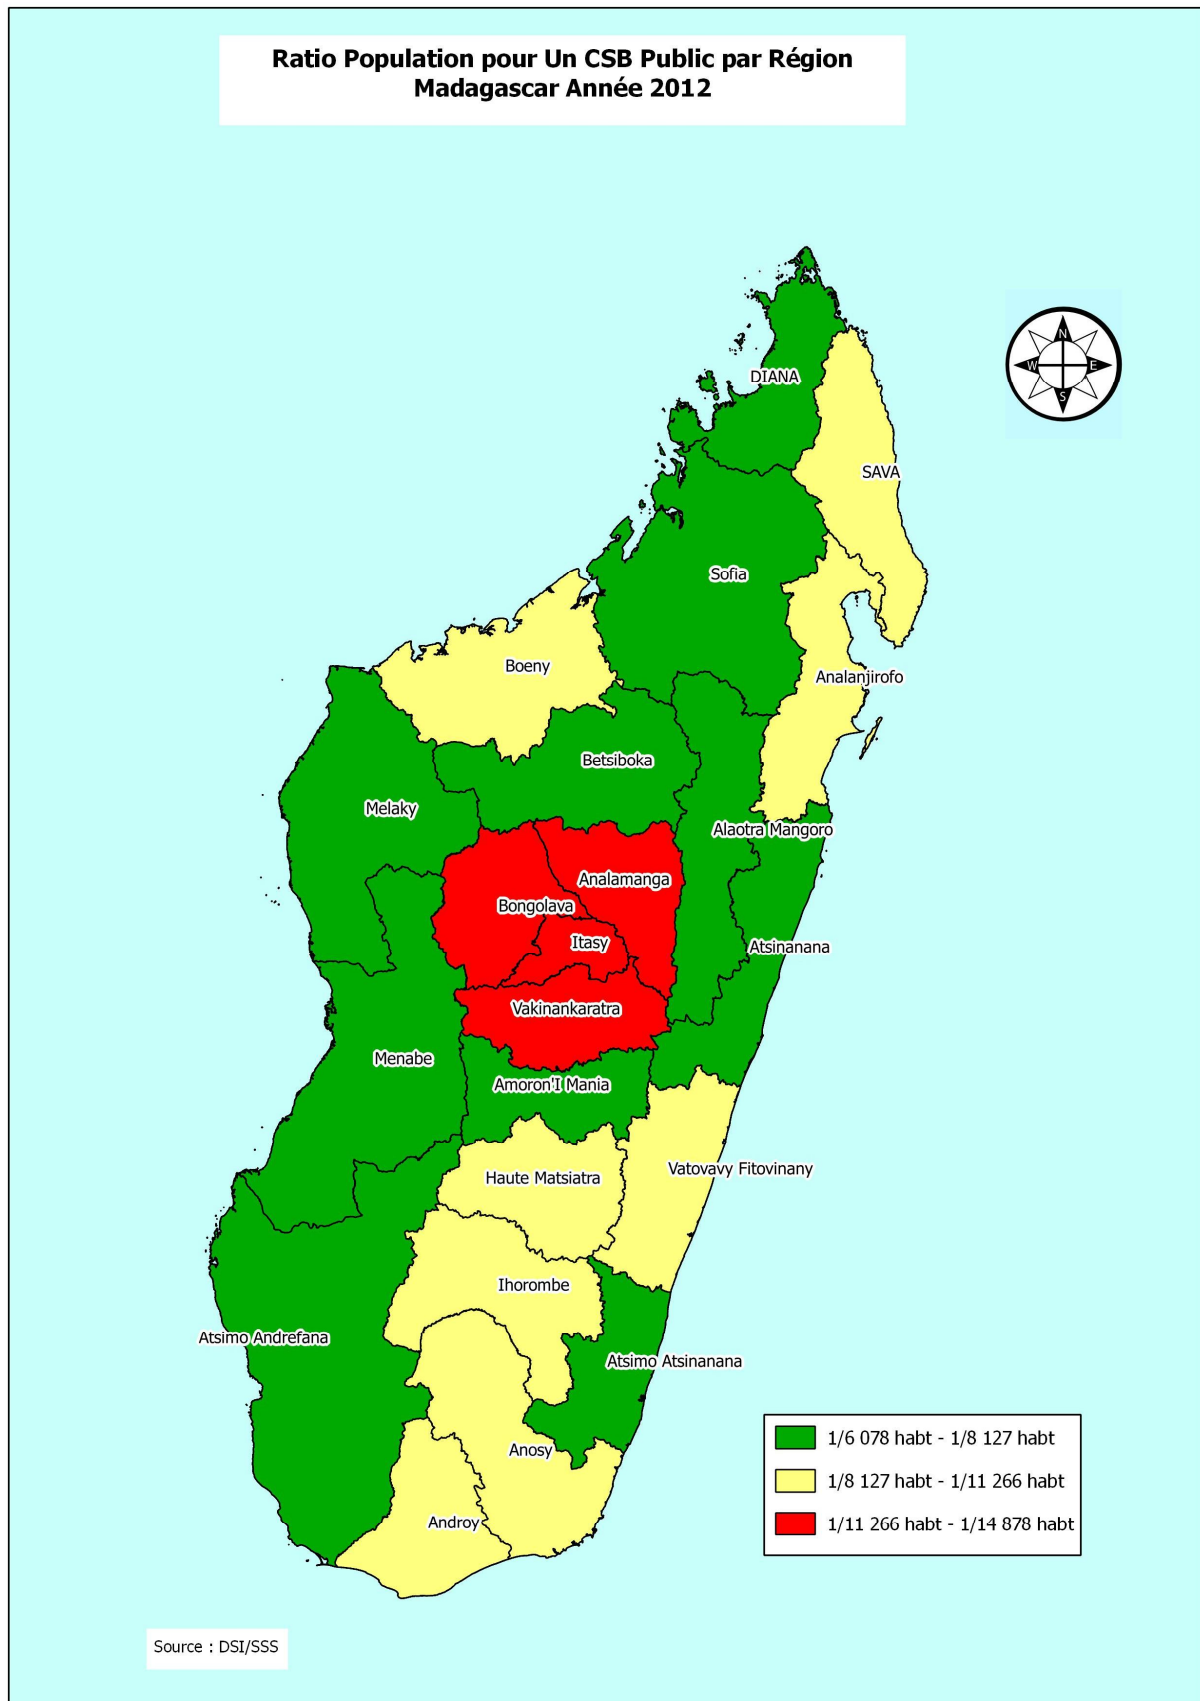 Ratio Population pour Un CSB Public par Région
Madagascar Année 2012
N
W
E
S
DIANA
SAVA
Sofia
Boeny
Analanjirofo
Betsiboka
Melaky
Alaotra Mangoro
Analamanga
Bongolava
Itasy
Atsinanana
Vakinankaratra
Menabe
Amoron'I Mania
Vatovavy Fitovinany
Haute Matsiatra
Ihorombe
Atsimo Andrefana
Atsimo Atsinanana
Anosy
Androy
1/6 078 habt - 1/8 127 habt
1/8 127 habt - 1/11 266 habt
1/11 266 habt - 1/14 878 habt
Source : DSI/SSS